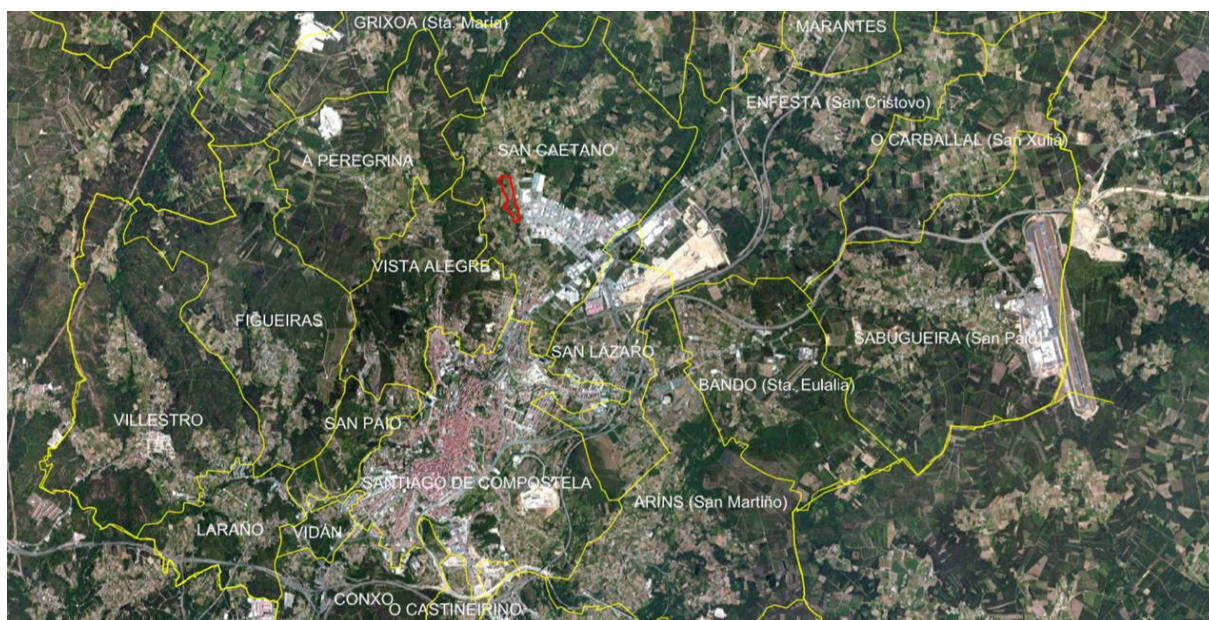 GRIXOA (Sta. María)
MARANTES
ENFESTA (San Cristovo)
O CARBALLAL (San Xulià)
SAN CAETANO
A PEREGRINA
VISTA ALEGRE
FIGUEIRAS
SABUGUEIRA (San Paio)
SAN LÁZARO
BANDO (Sta. Eulalia)
VILLESTRO
SAN PAIO
SANTIAGO DE COMPOSTELA
ARINS (San Martiño)
LARAÑO
VIDÁN
CONXO
O CASTIÑEIRIÑO